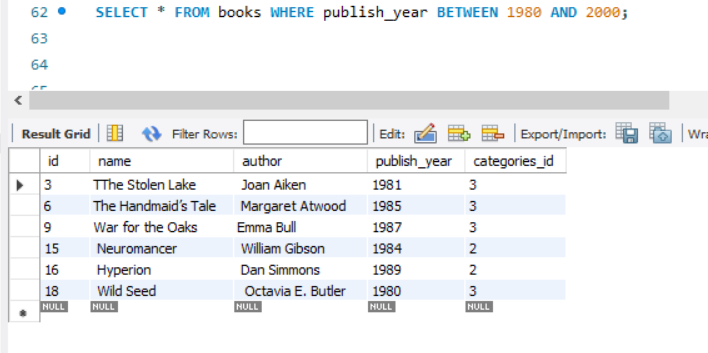 62 SELECT * FROM books WHERE publish_year BETWEEN 1980 AND 2000;
63
64
Result Grid Filter Rows: Edit: Export/Import: Wra
id name author publish_year categories_id
3 TThe Stolen Lake Joan Aiken 1981 3
6 The Handmaid's Tale Margaret Atwood 1985 3
9 War for the Oaks Emma Bull 1987 3
15 Neuromancer William Gibson 1984 2
16 Hyperion Dan Simmons 1989 2
18 Wild Seed Octavia E. Butler 1980 3
NULL NULL NULL NULL NULL